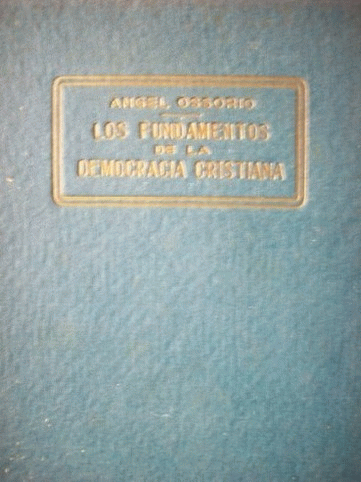 ANGEL OSSORIO
LOS FUNDAMENTOS
DE LA
DEMOCRACIA CRISTIANA